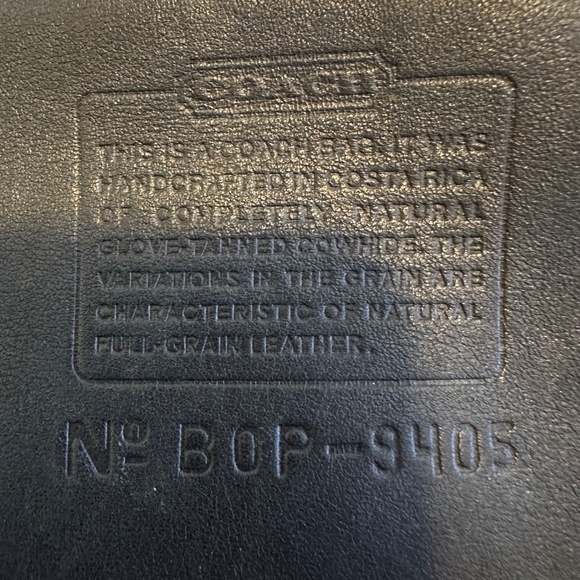 COACH
THIS IS A COACH BAG. IT WAS
HANDCRAFTED IN COSTA RICA
OF COMPLETELY NATURAL
GLOVE-TANNED COWHIDE. THE
VARIATIONS IN THE GRAIN ARE
CHARACTERISTIC OF NATURAL
FULL-GRAIN LEATHER.
Nº BOP-9405